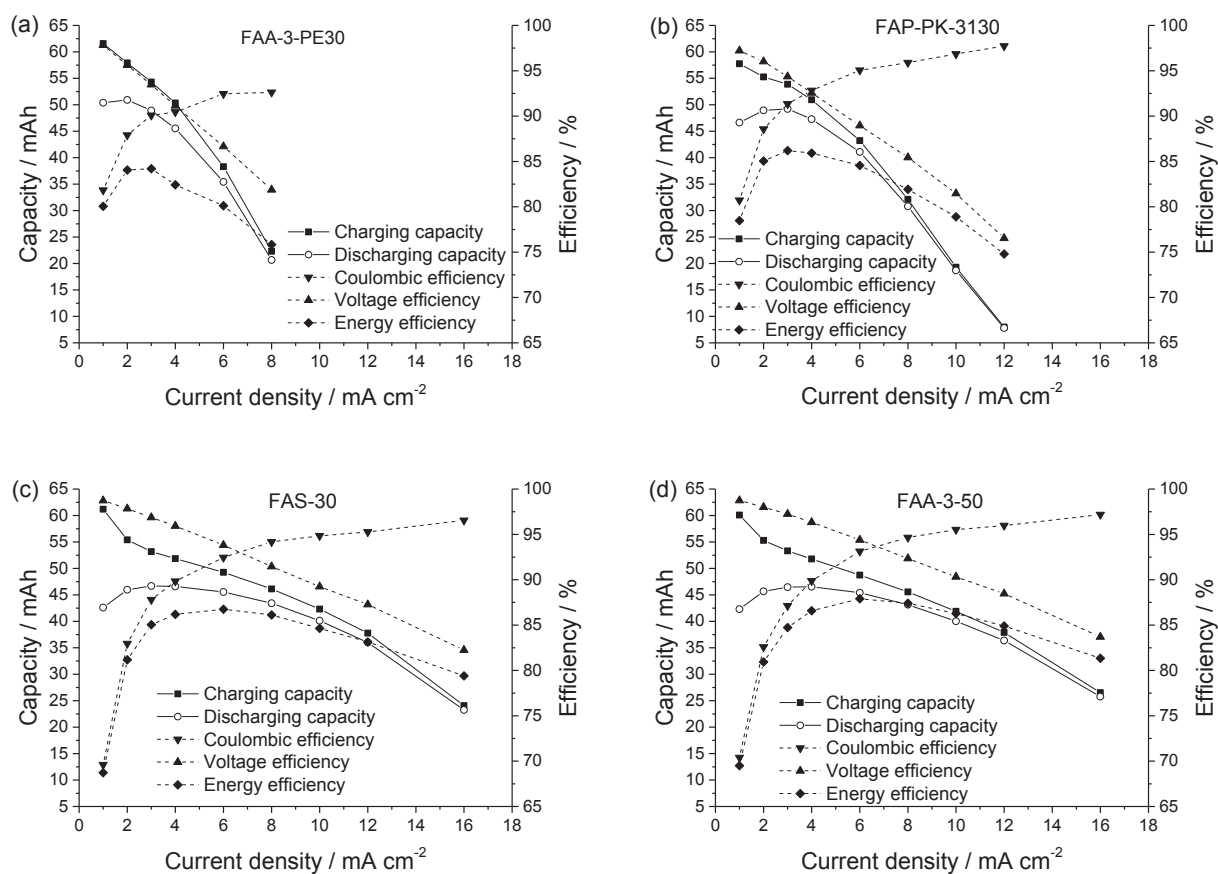 (a)
FAA-3-PE30
Capacity / mAh
65
60
55
50
45
40
35
30
25
20
15
10
5
100
95
90
85
80
75
70
65
Efficiency / %
Charging capacity
Discharging capacity
Coulombic efficiency
Voltage efficiency
Energy efficiency
0 2 4 6 8 10 12 14 16 18
Current density / mA cm-2
(b)
FAP-PK-3130
Capacity / mAh
65
60
55
50
45
40
35
30
25
20
15
10
5
100
95
90
85
80
75
70
65
Efficiency / %
Charging capacity
Discharging capacity
Coulombic efficiency
Voltage efficiency
Energy efficiency
0 2 4 6 8 10 12 14 16 18
Current density / mA cm-2
(c)
FAS-30
Capacity / mAh
65
60
55
50
45
40
35
30
25
20
15
10
5
100
95
90
85
80
75
70
65
Efficiency / %
Charging capacity
Discharging capacity
Coulombic efficiency
Voltage efficiency
Energy efficiency
0 2 4 6 8 10 12 14 16 18
Current density / mA cm-2
(d)
FAA-3-50
Capacity / mAh
65
60
55
50
45
40
35
30
25
20
15
10
5
100
95
90
85
80
75
70
65
Efficiency / %
Charging capacity
Discharging capacity
Coulombic efficiency
Voltage efficiency
Energy efficiency
0 2 4 6 8 10 12 14 16 18
Current density / mA cm-2